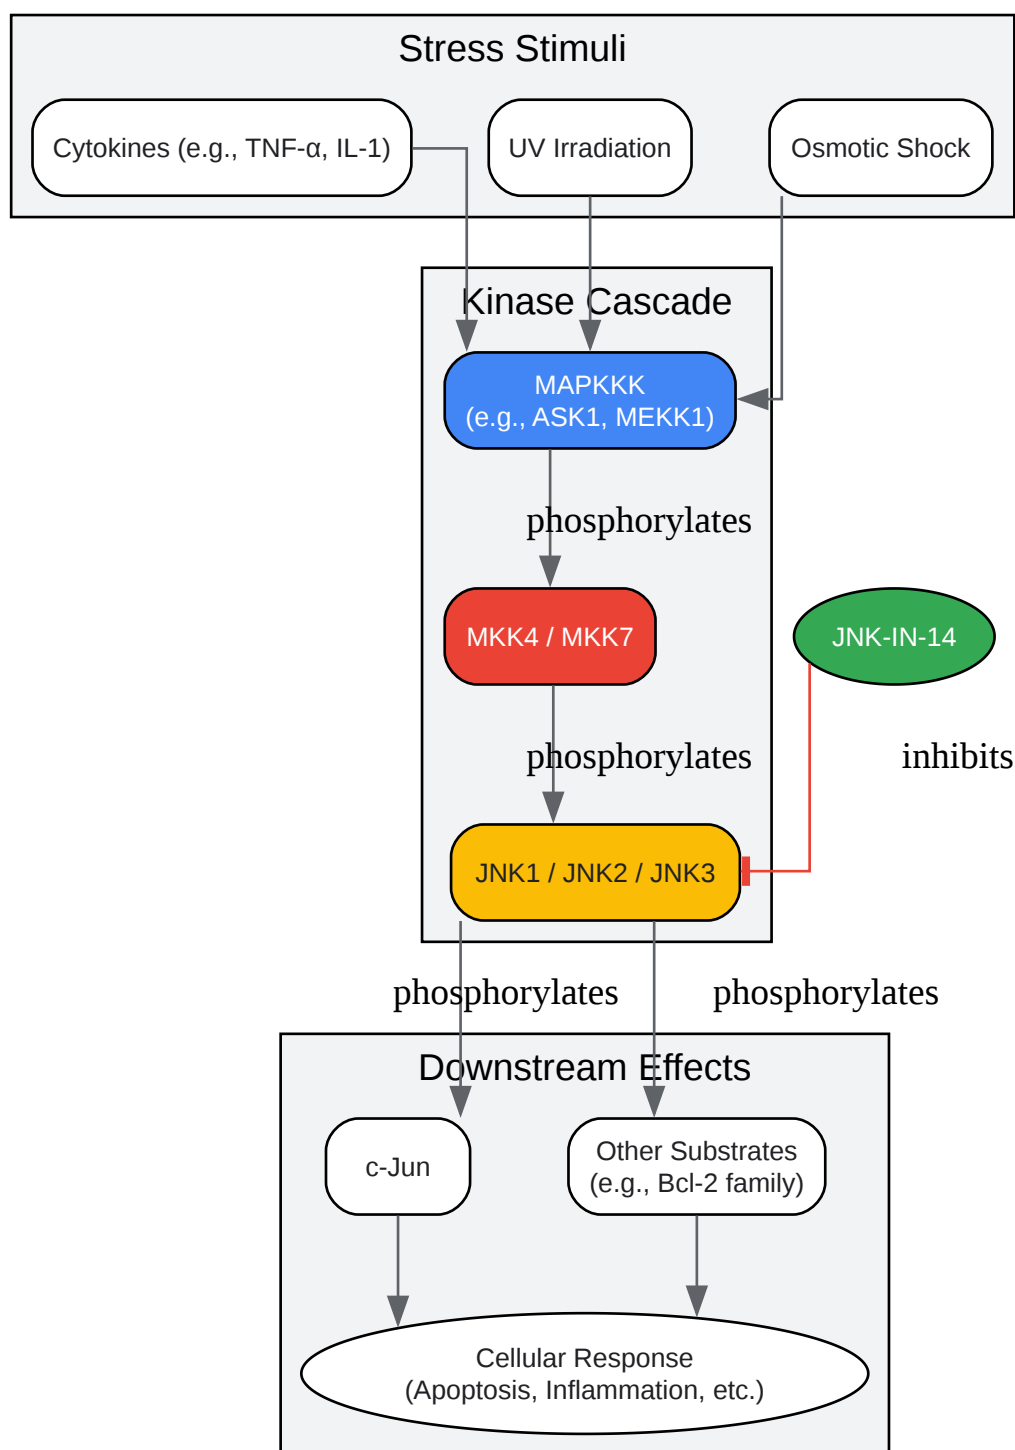 Stress Stimuli
Cytokines (e.g., TNF-α, IL-1)
UV Irradiation
Osmotic Shock
Kinase Cascade
MAPKKK
(e.g., ASK1, MEKK1)
phosphorylates
MKK4 / MKK7
JNK-IN-14
phosphorylates
inhibits
JNK1 / JNK2 / JNK3
phosphorylates
phosphorylates
Downstream Effects
c-Jun
Other Substrates
(e.g., Bcl-2 family)
Cellular Response
(Apoptosis, Inflammation, etc.)